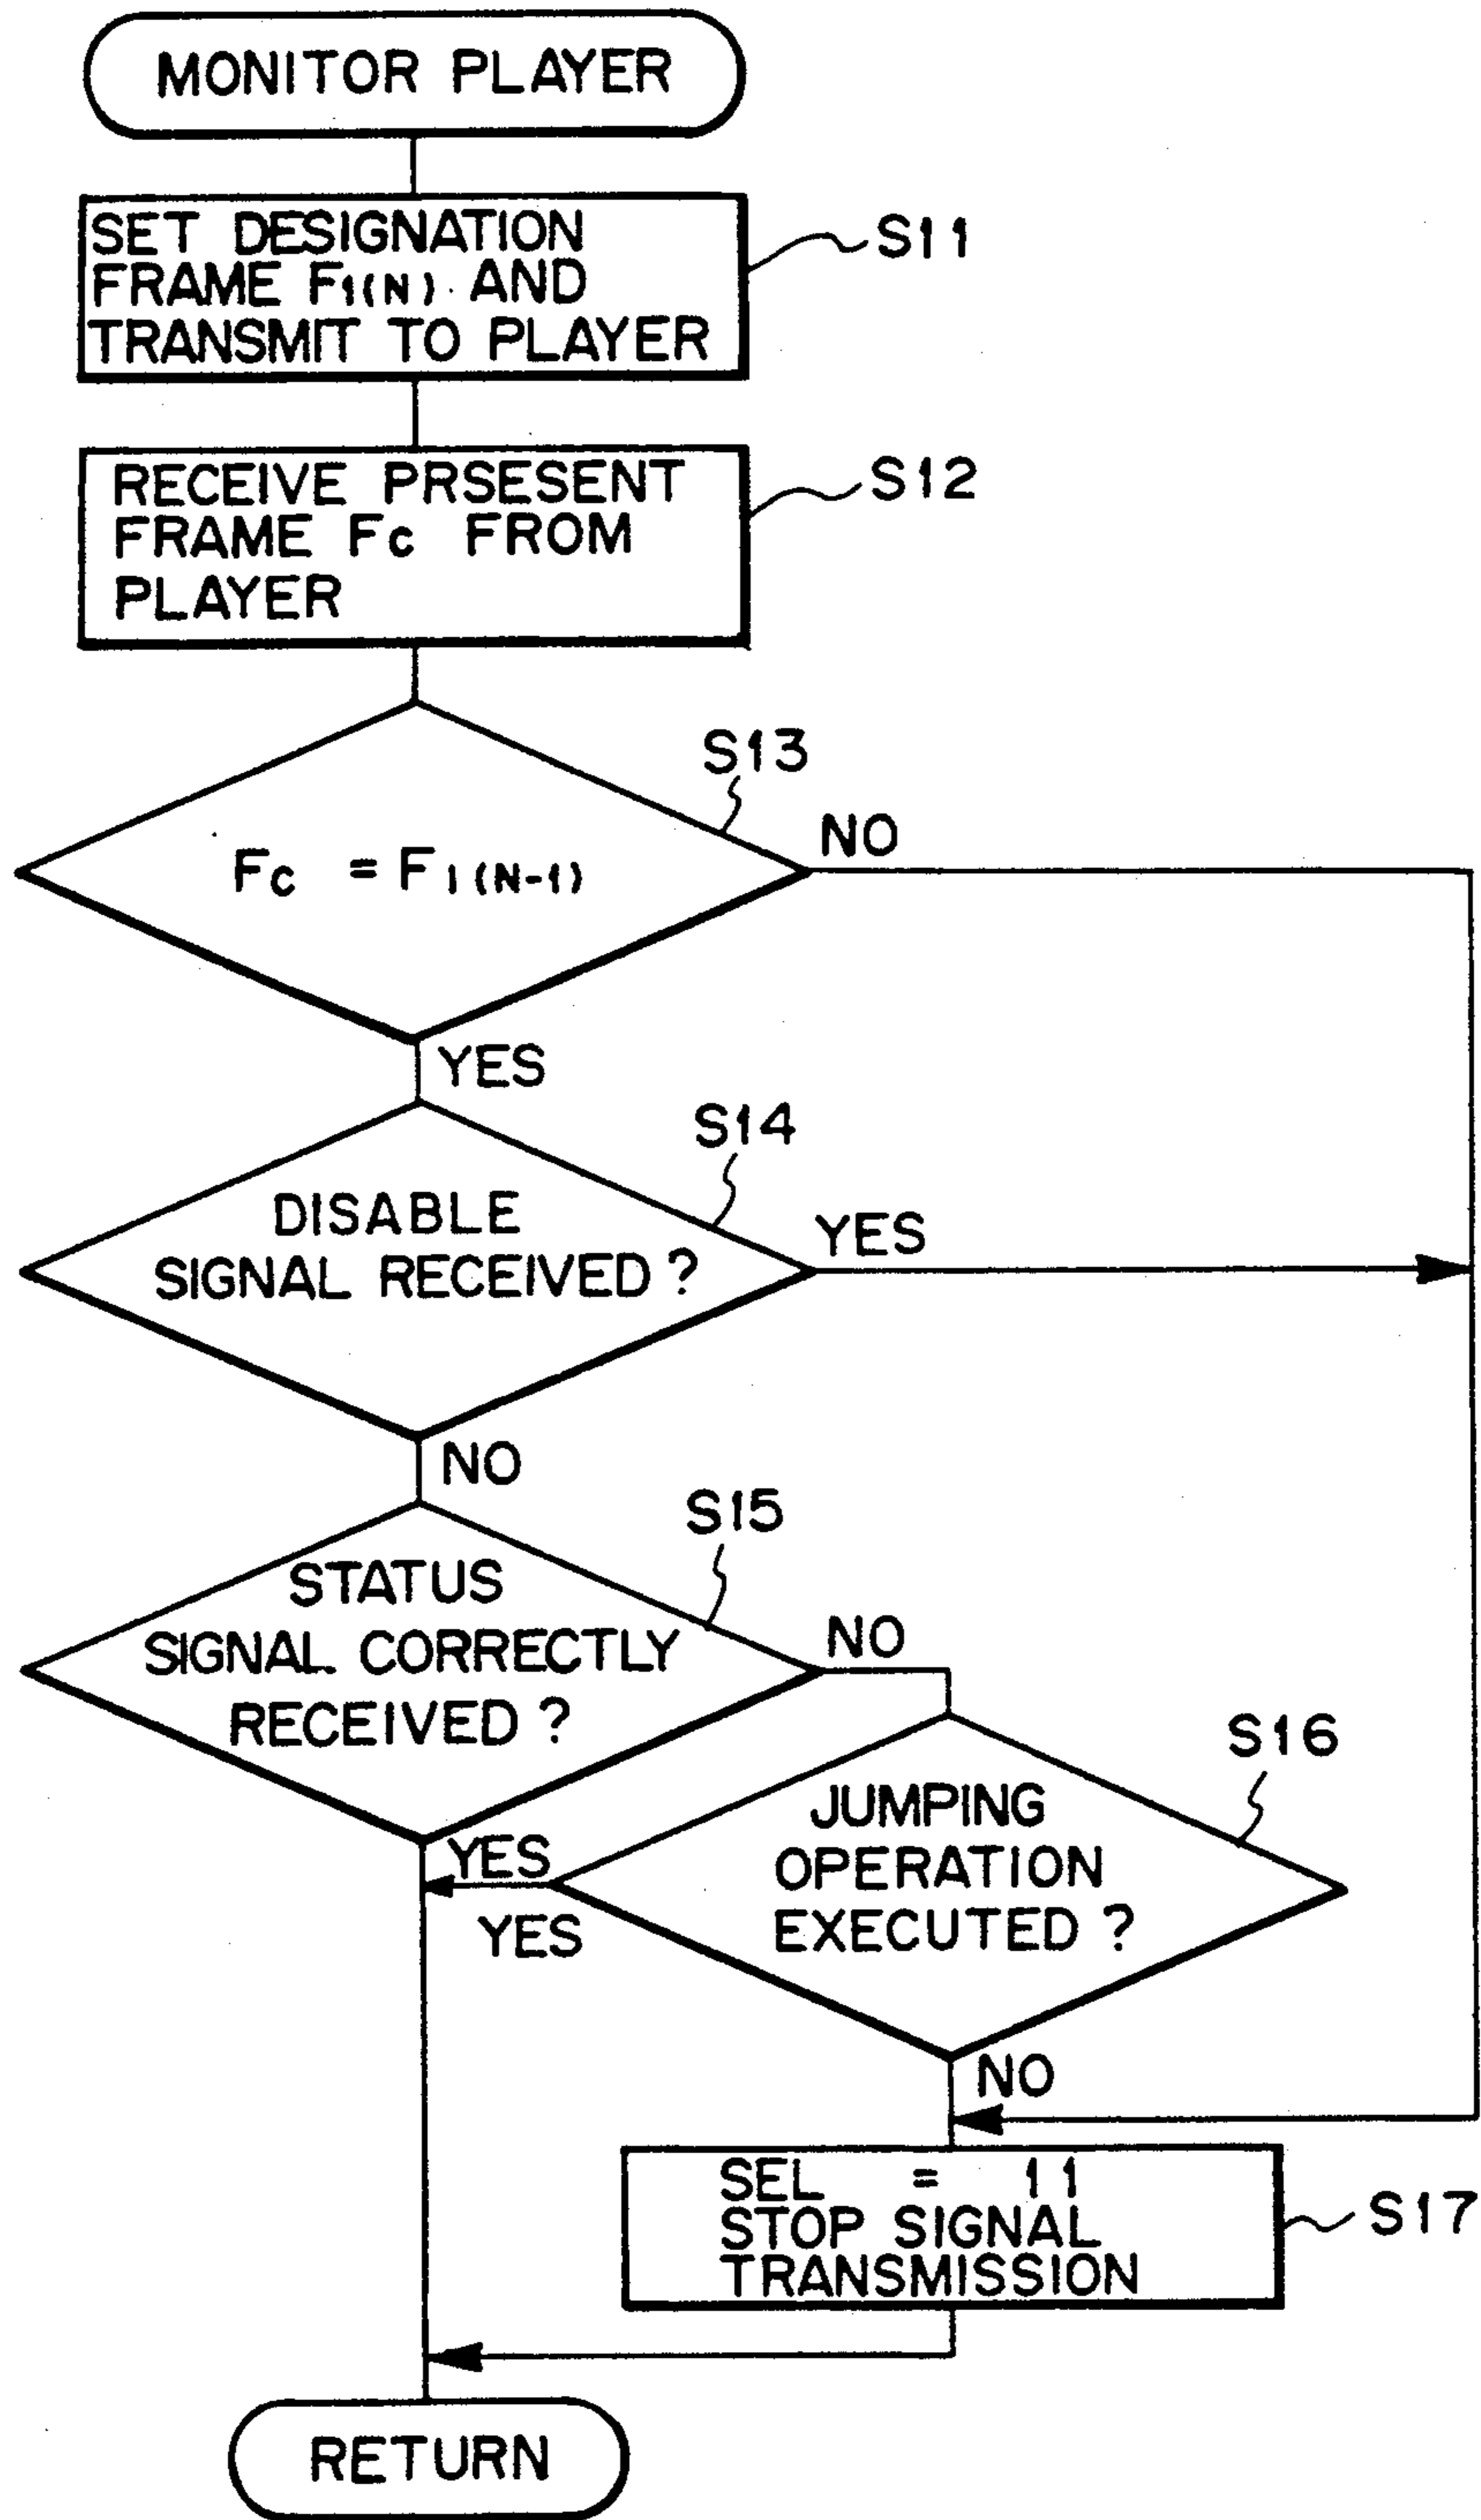 MONITOR PLAYER
SET DESIGNATION
FRAME F1(N). AND
TRANSMIT TO PLAYER
S11
RECEIVE PRSESENT
FRAME Fc FROM
PLAYER
S12
S13
Fc = F1(N-1)
NO
YES
S14
DISABLE
SIGNAL RECEIVED ?
YES
NO
S15
STATUS
SIGNAL CORRECTLY
RECEIVED ?
NO
YES
S16
JUMPING
OPERATION
EXECUTED ?
YES
NO
SEL = 11
STOP SIGNAL
TRANSMISSION
S17
RETURN